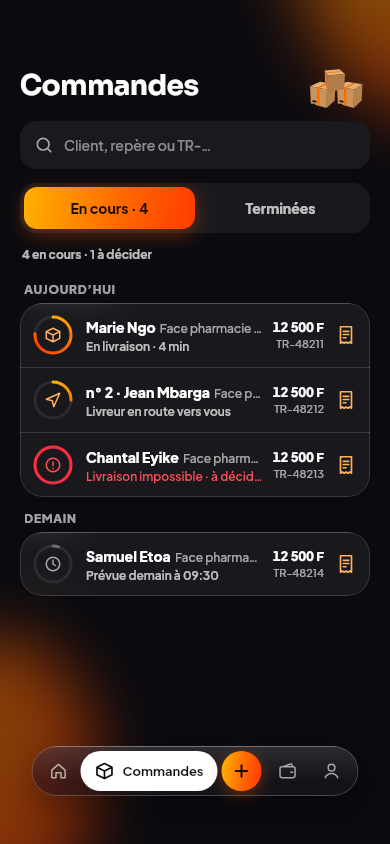 Commandes
Client, repère ou TR-...
En cours · 4
Terminées
4 en cours · 1 à décider
AUJOURD'HUI
Marie Ngo Face pharmacie ... 12 500 F
En livraison · 4 min TR-48211
n° 2 · Jean Mbarga Face p... 12 500 F
Livreur en route vers vous TR-48212
Chantal Eyike Face pharm... 12 500 F
Livraison impossible · à décid... TR-48213
DEMAIN
Samuel Etoa Face pharma... 12 500 F
Prévue demain à 09:30 TR-48214
Commandes